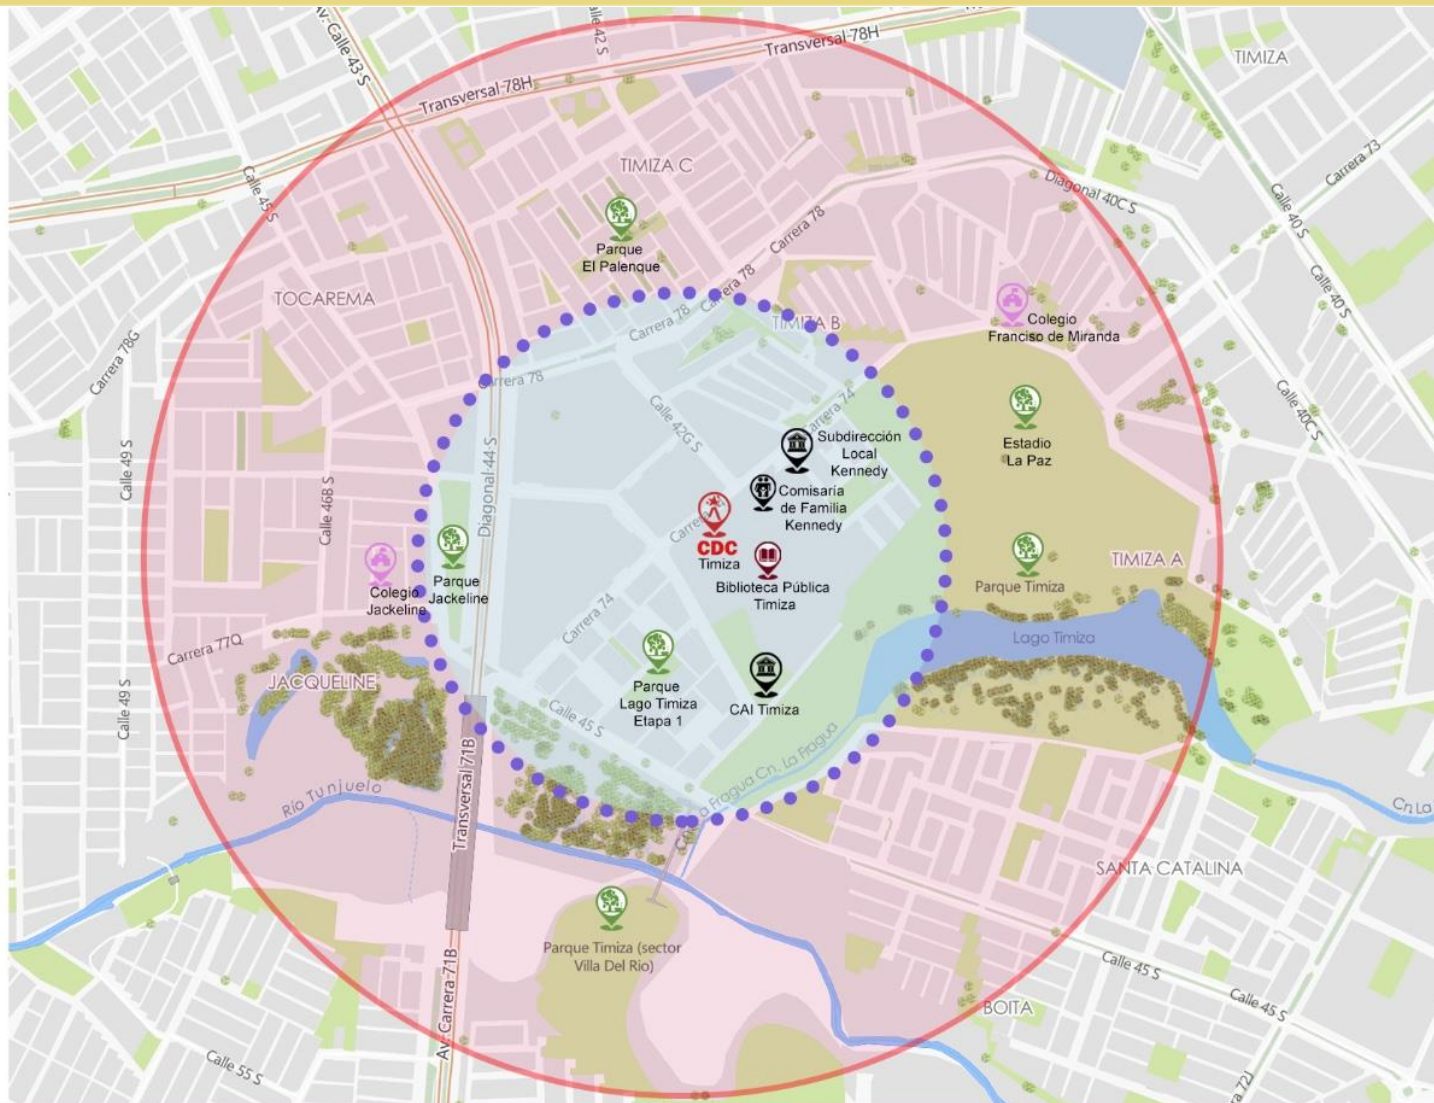 Av. Calle 43 S
Calle 42 S
Transversal 78H
Transversal 78H
TIMIZA
Calle 45 S
TIMIZA C
Carrera 73
Diagonal 40C S
Calle 40 S
Parque
El Palenque
Carrera 78
Calle 40 S
TOCAREMA
Carrera 78
Carrera 78
TIMIZA B
Colegio
Franciso de Miranda
Carrera 78G
Carrera 78
Calle 40C S
Calle 42G S
Carrera 74
Calle 49 S
Subdirección
Local
Kennedy
Estadio
La Paz
Calle 46B S
Diagonal 44 S
Comisaría
de Familia
Kennedy
CDC
Timiza
Colegio
Jackeline
Parque
Jackeline
Biblioteca Pública
Timiza
Parque Timiza
TIMIZA A
Carrera 74
Lago Timiza
Carrera 77Q
JACQUELINE
Calle 49 S
Parque
Lago Timiza
Etapa 1
CAI Timiza
Calle 45 S
Transversal 71B
La Fragua Cn. La Fragua
Río Tunjuelo
Cn La
SANTA CATALINA
Parque Timiza (sector
Villa Del Rio)
Calle 45 S
Calle 45 S
BOITA
Av. Carrera 71B
Calle 55 S
72J